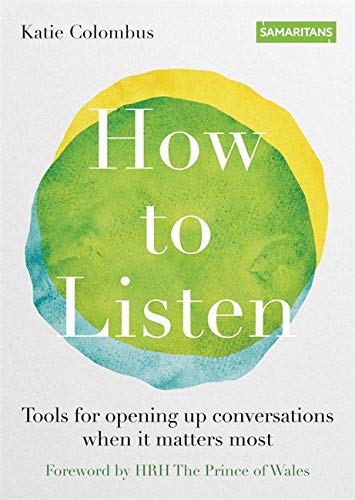 Katie Colombus
SAMARITANS
How
to
Listen
Tools for opening up conversations
when it matters most
Foreword by HRH The Prince of Wales